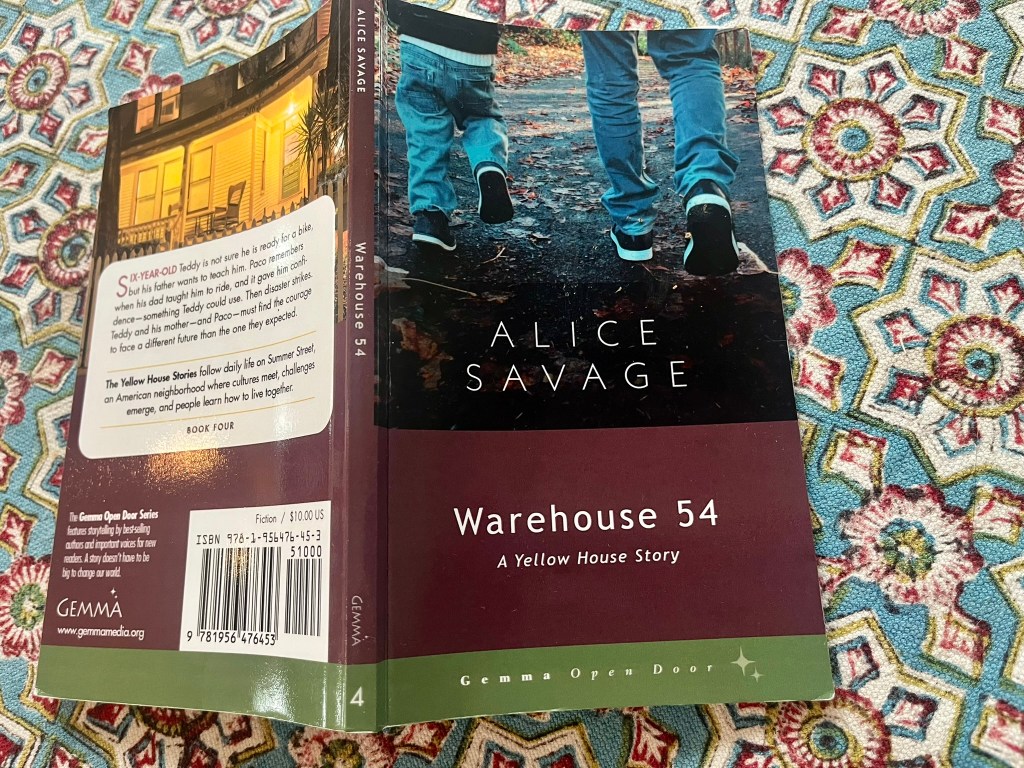 SIX-YEAR-OLD Teddy is not sure he is ready for a bike,
but his father wants to teach him. Paco remembers
when his dad taught him to ride, and it gave him confi-
dence—something Teddy could use. Then disaster strikes.
Teddy and his mother—and Paco—must find the courage
to face a different future than the one they expected.
The Yellow House Stories follow daily life on Summer Street,
an American neighborhood where cultures meet, challenges
emerge, and people learn how to live together.
BOOK FOUR
The Gemma Open Door Series
features storytelling by best-selling
authors and important voices for new
readers. A story doesn't have to be
big to change our world.
GEMMA
www.gemmamedia.org
Fiction / $10.00 US
ISBN 978-1-956476-45-3
51000
9 781956 476453
ALICE SAVAGE
Warehouse 54
GEMMA
4
ALICE
SAVAGE
Warehouse 54
A Yellow House Story
Gemma Open Door